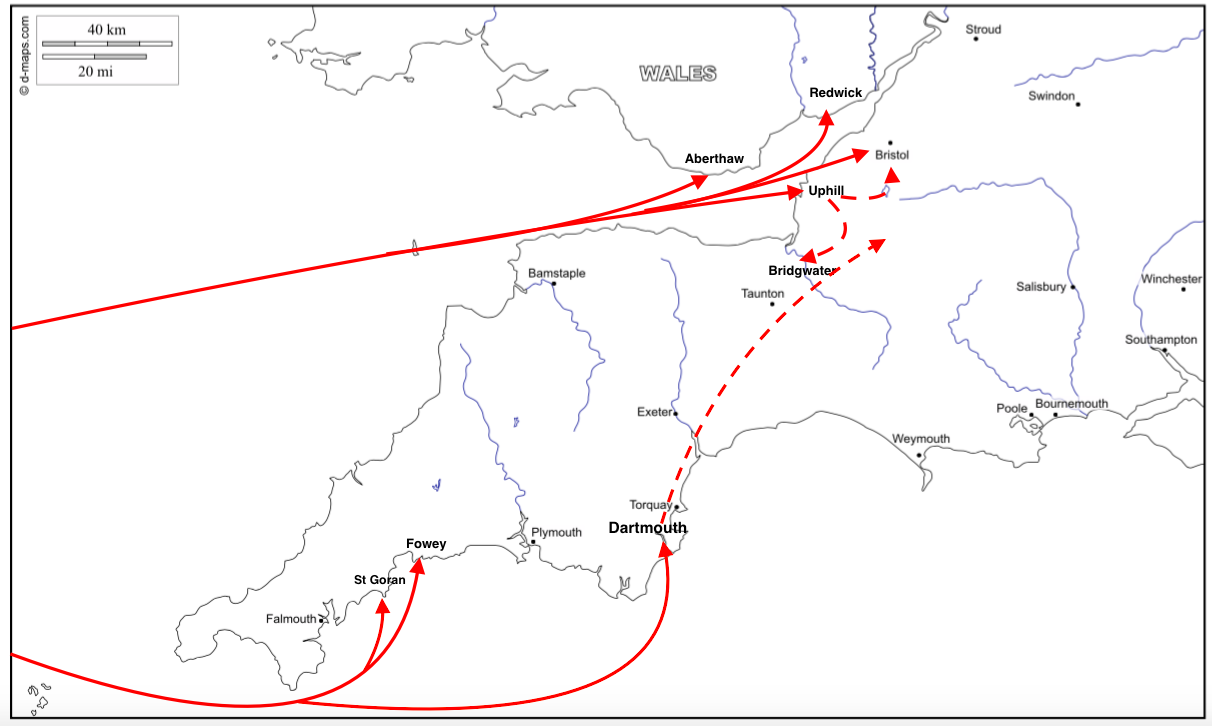 40 km
20 mi
© d-maps.com
WALES
Stroud
Redwick
Swindon
Aberthaw
Bristol
Uphill
Bridgwater
Barnstaple
Taunton
Salisbury
Winchester
Southampton
Exeter
Poole
Bournemouth
Weymouth
Torquay
Dartmouth
Plymouth
Fowey
St Goran
Falmouth